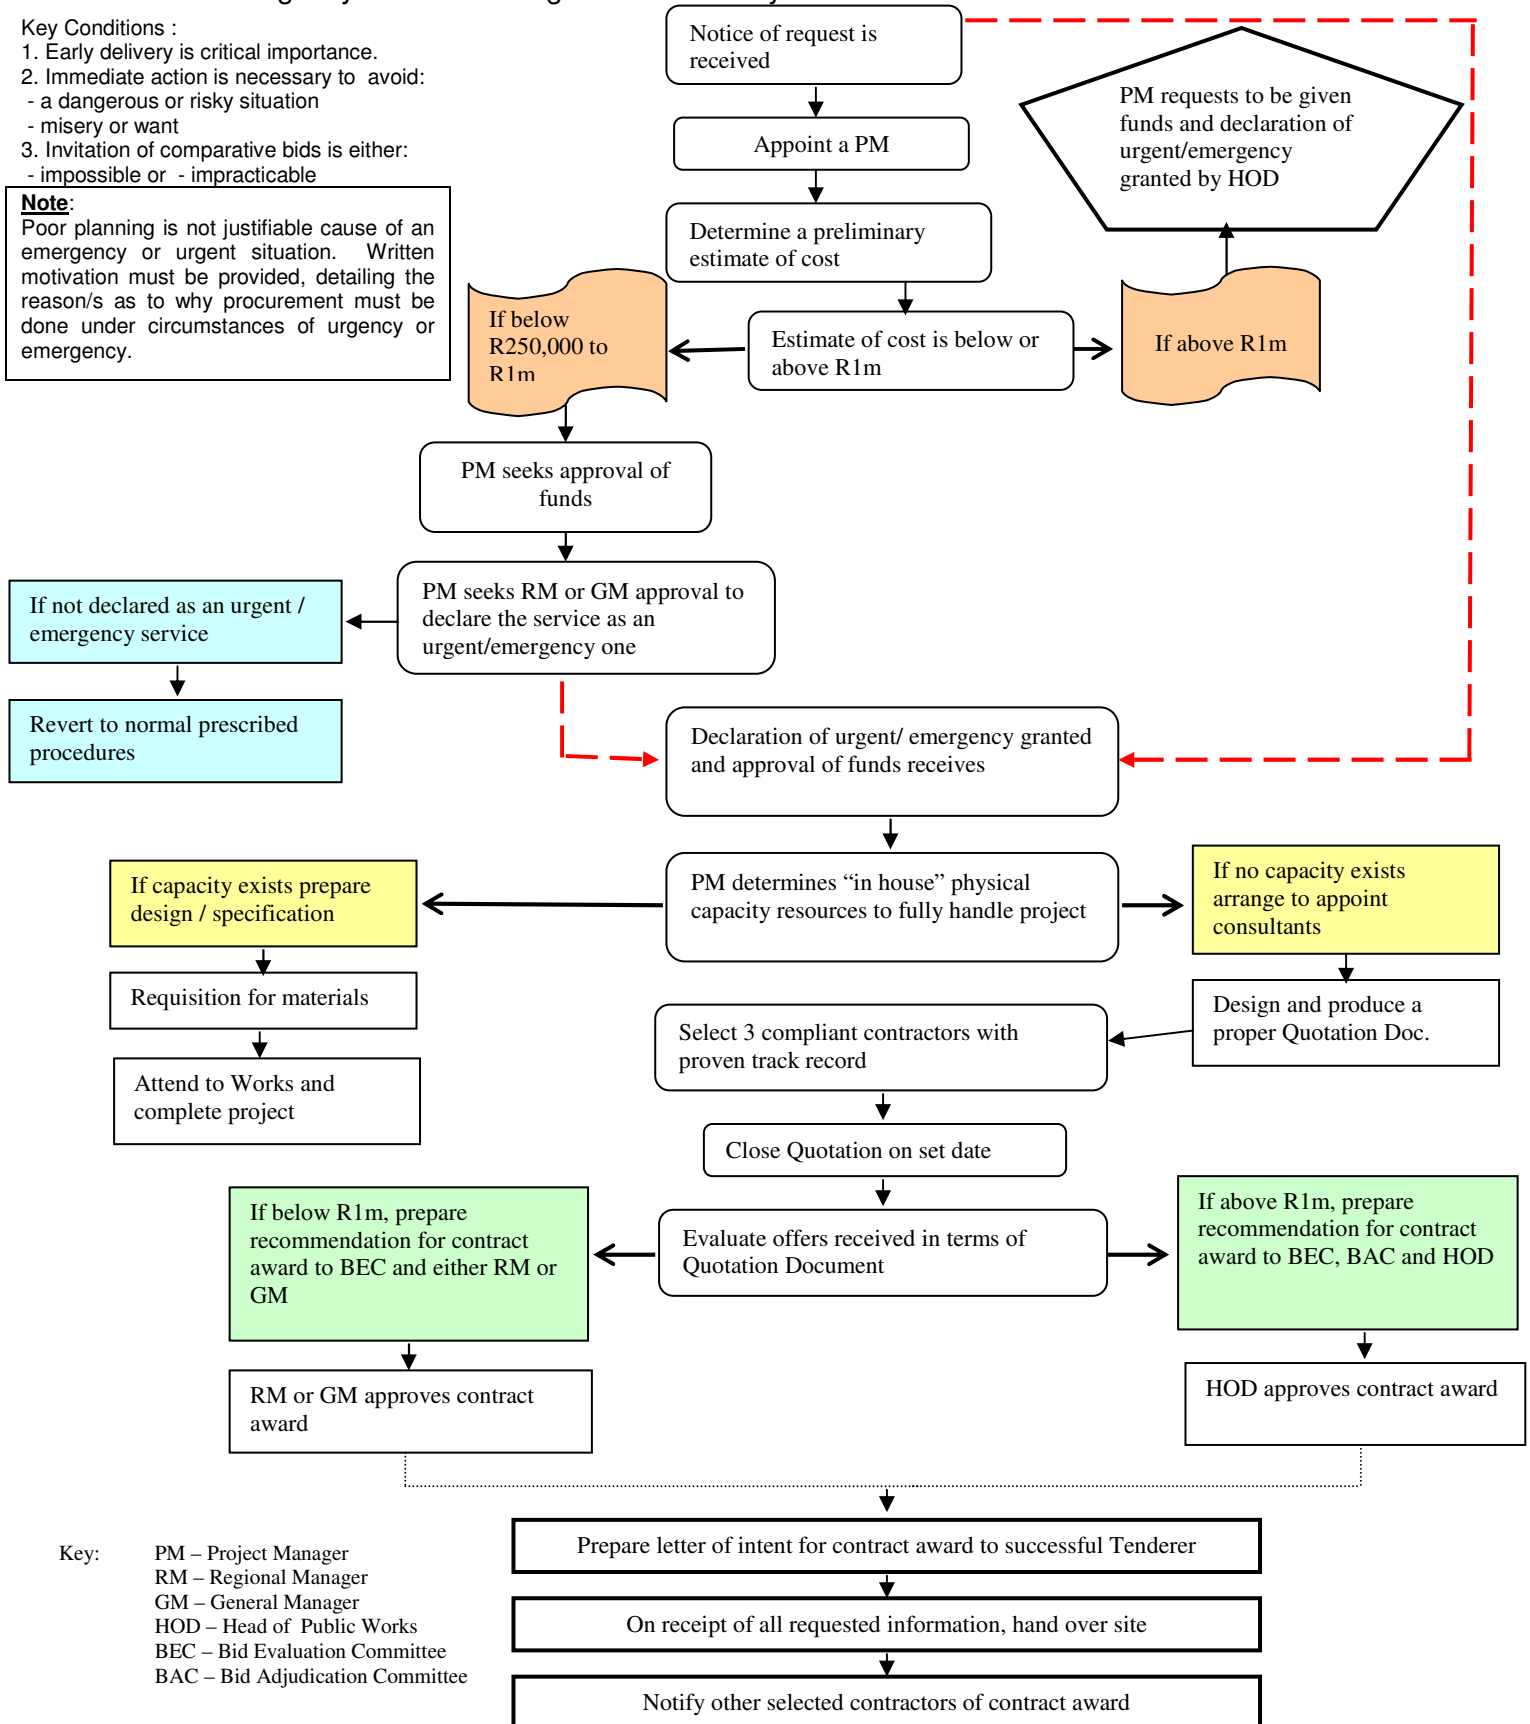 Key Conditions :
1. Early delivery is critical importance.
2. Immediate action is necessary to  avoid:
- a dangerous or risky situation
- misery or want
3. Invitation of comparative bids is either:
- impossible or  - impracticable
Note:
Poor planning is not justifiable cause of an
emergency or urgent situation. Written
motivation must be provided, detailing the
reason/s as to why procurement must be
done under circumstances of urgency or
emergency.
Notice of request is
received
Appoint a PM
Determine a preliminary
estimate of cost
PM requests to be given
funds and declaration of
urgent/emergency
granted by HOD
If below
R250,000 to
R1m
Estimate of cost is below or
above R1m
If above R1m
PM seeks approval of
funds
PM seeks RM or GM approval to
declare the service as an
urgent/emergency one
If not declared as an urgent /
emergency service
Revert to normal prescribed
procedures
Declaration of urgent/ emergency granted
and approval of funds receives
PM determines “in house” physical
capacity resources to fully handle project
If capacity exists prepare
design / specification
If no capacity exists
arrange to appoint
consultants
Requisition for materials
Attend to Works and
complete project
Design and produce a
proper Quotation Doc.
Select 3 compliant contractors with
proven track record
Close Quotation on set date
Evaluate offers received in terms of
Quotation Document
If below R1m, prepare
recommendation for contract
award to BEC and either RM or
GM
If above R1m, prepare
recommendation for contract
award to BEC, BAC and HOD
RM or GM approves contract
award
HOD approves contract award
Prepare letter of intent for contract award to successful Tenderer
On receipt of all requested information, hand over site
Notify other selected contractors of contract award
Key: PM – Project Manager
RM – Regional Manager
GM – General Manager
HOD – Head of  Public Works
BEC – Bid Evaluation Committee
BAC – Bid Adjudication Committee